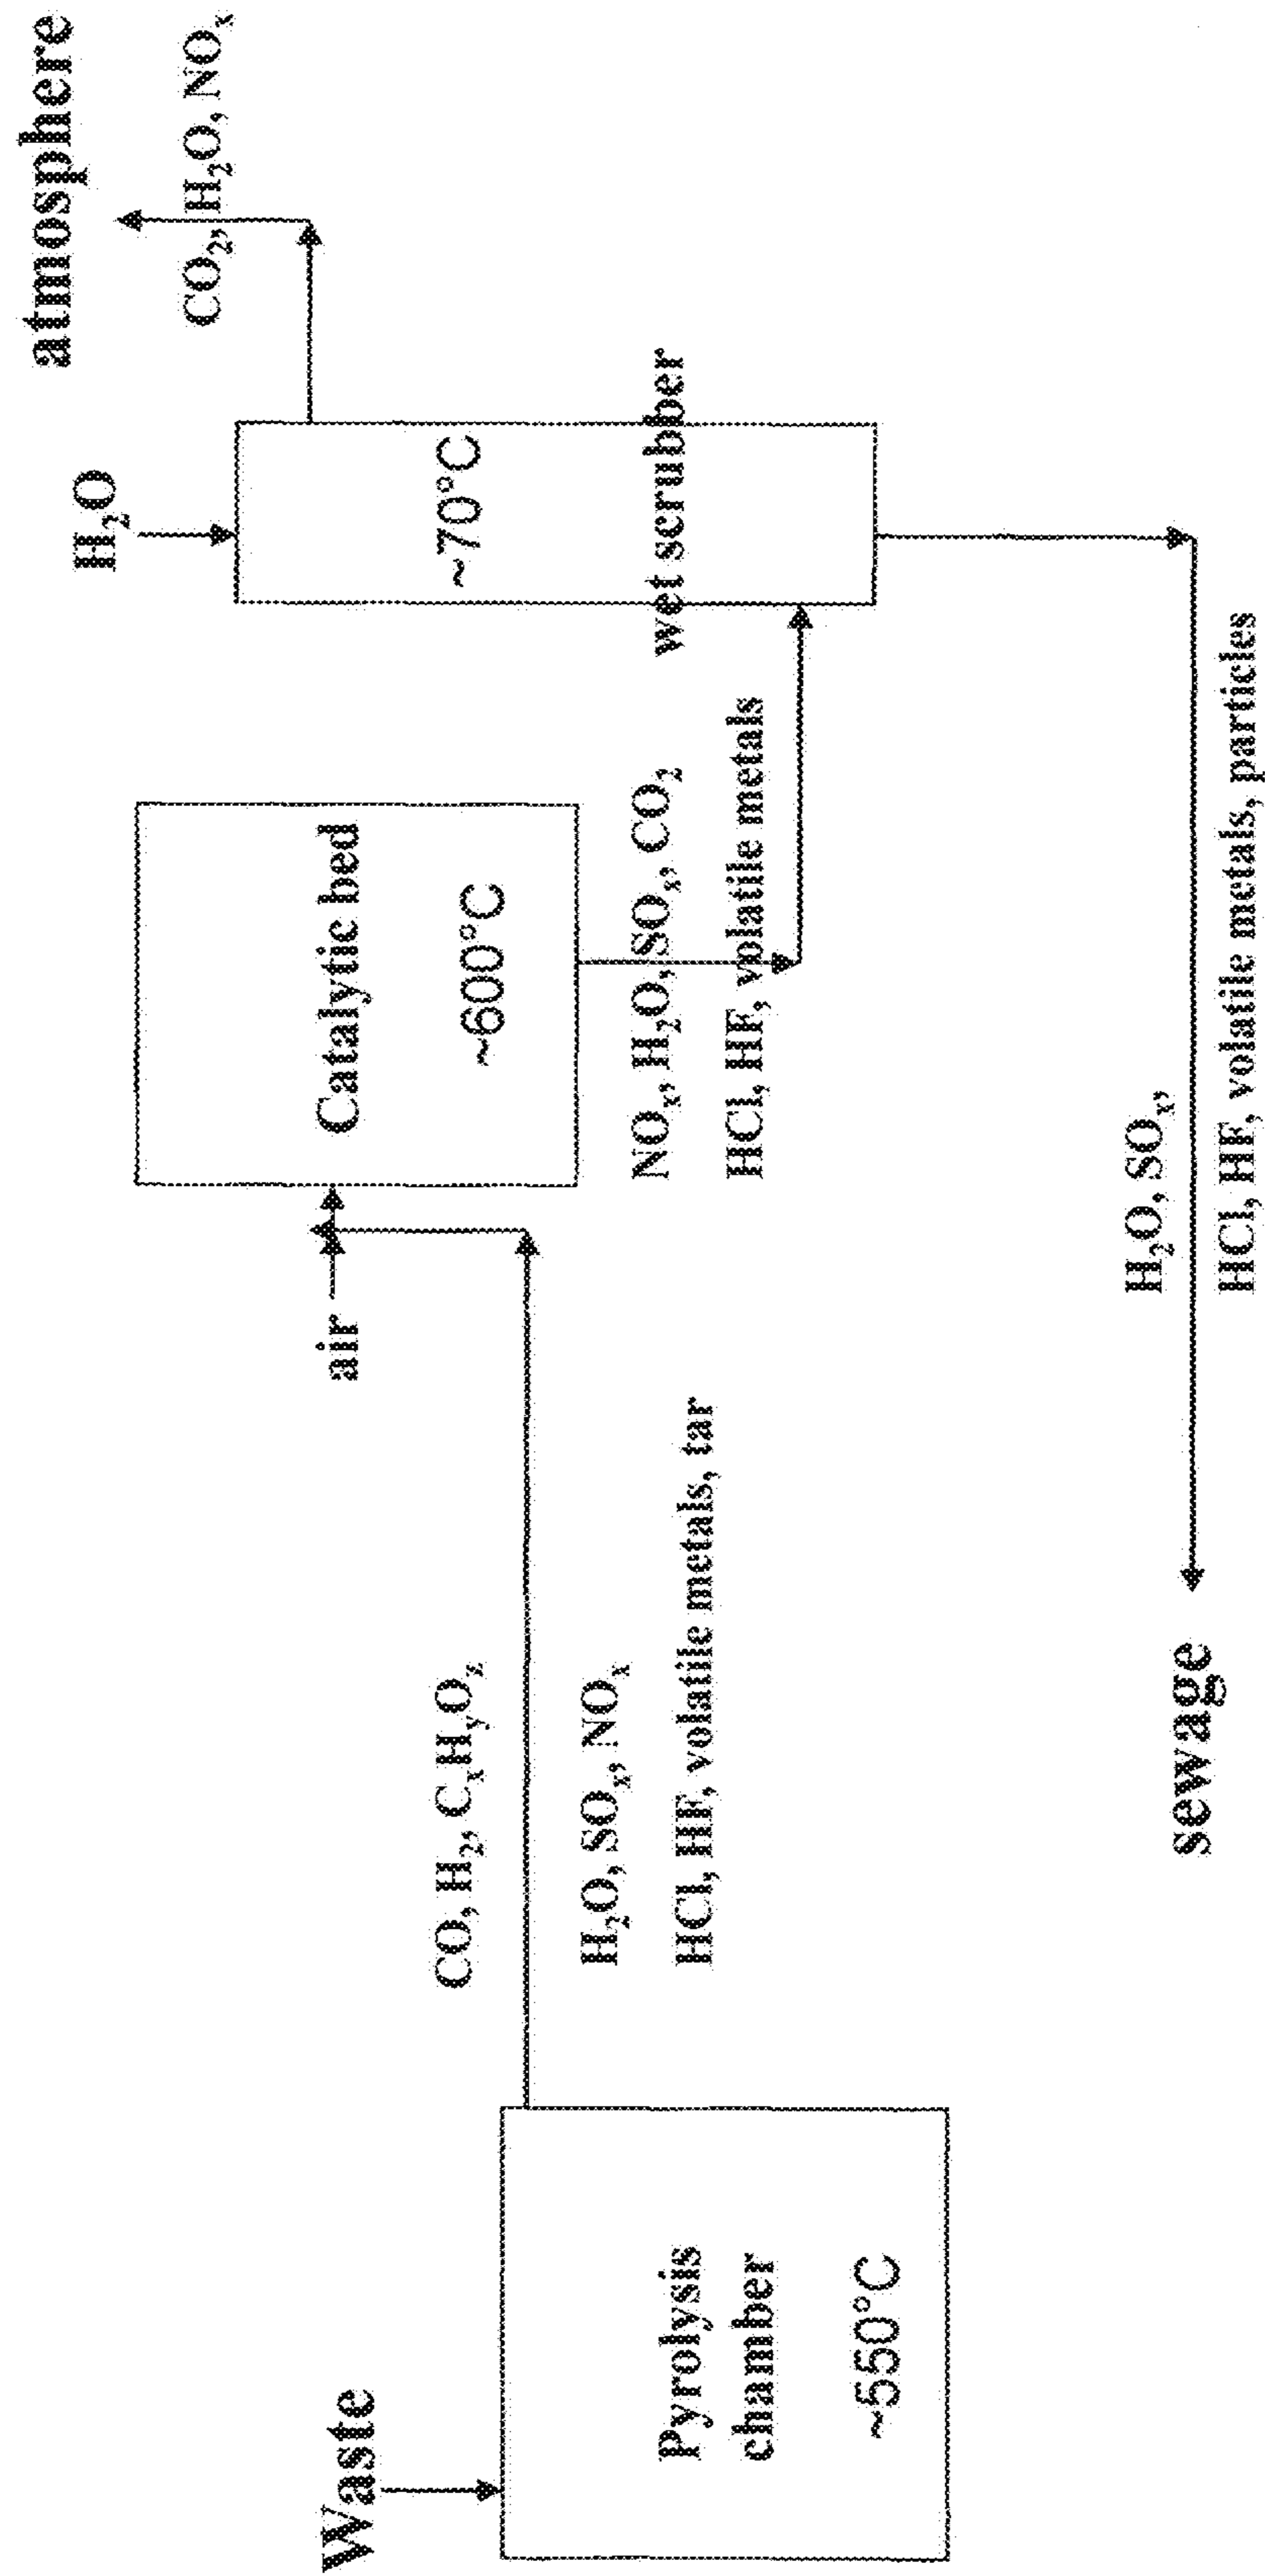 Waste
Pyrolysis
chamber
~550°C
CO, H₂, CₓHᵧO_z
H₂O, SOₓ, NOₓ
HCl, HF, volatile metals, tar
air
Catalytic bed
~600°C
NOₓ, H₂O, SOₓ, CO₂
HCl, HF, volatile metals
H₂O
~70°C
wet scrubber
atmosphere
CO₂, H₂O, NOₓ
H₂O, SOₓ,
HCl, HF, volatile metals, particles
sewage